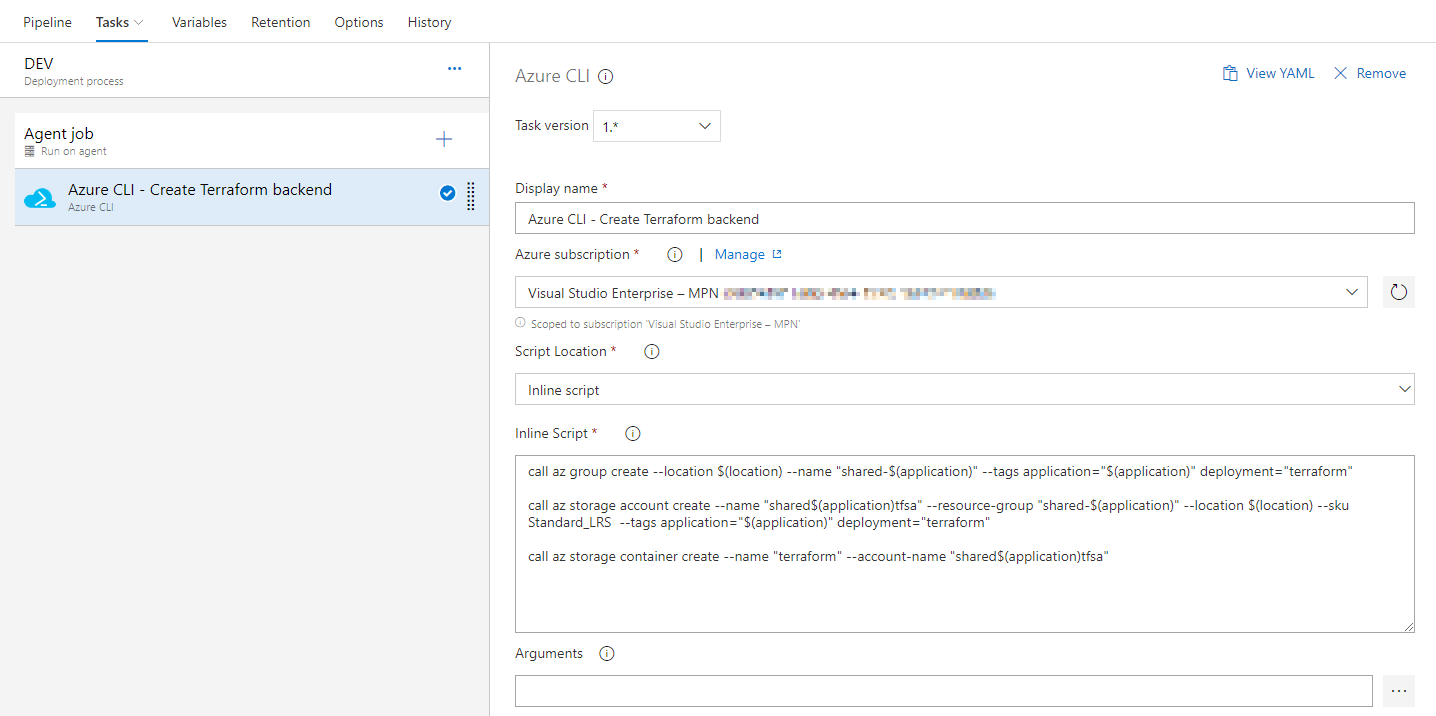 Pipeline Tasks Variables Retention Options History
DEV
Deployment process
Agent job
Run on agent
Azure CLI - Create Terraform backend
Azure CLI
Azure CLI
View YAML Remove
Task version 1.*
Display name *
Azure CLI - Create Terraform backend
Azure subscription * | Manage
Visual Studio Enterprise – MPN
Scoped to subscription 'Visual Studio Enterprise – MPN'
Script Location *
Inline script
Inline Script *
call az group create --location $(location) --name "shared-$(application)" --tags application="$(application)" deployment="terraform"
call az storage account create --name "shared$(application)tfsa" --resource-group "shared-$(application)" --location $(location) --sku
Standard_LRS  --tags application="$(application)" deployment="terraform"
call az storage container create --name "terraform" --account-name "shared$(application)tfsa"
Arguments